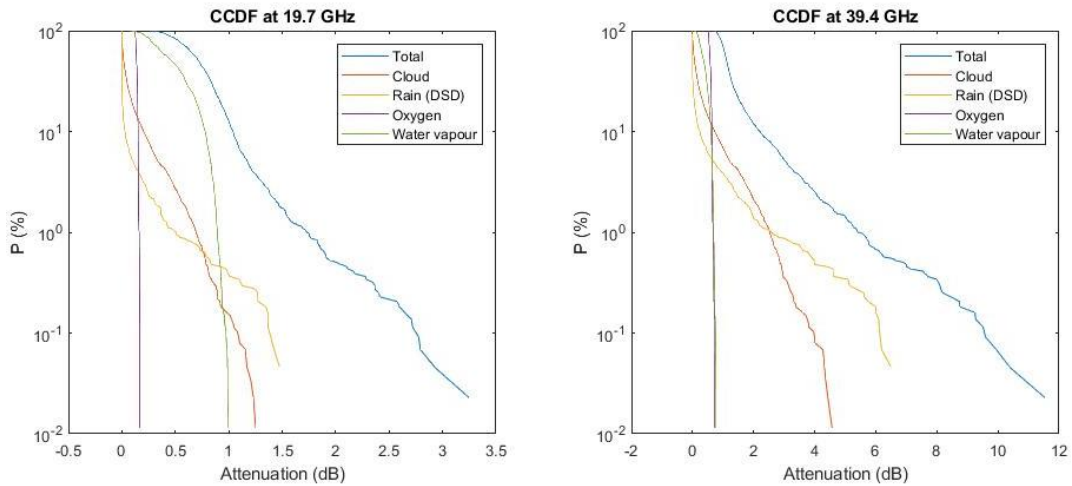 CCDF at 19.7 GHz
10^2
10^1
10^0
10^-1
10^-2
P (%)
Total
Cloud
Rain (DSD)
Oxygen
Water vapour
-0.5 0 0.5 1 1.5 2 2.5 3 3.5
Attenuation (dB)
CCDF at 39.4 GHz
10^2
10^1
10^0
10^-1
10^-2
P (%)
Total
Cloud
Rain (DSD)
Oxygen
Water vapour
-2 0 2 4 6 8 10 12
Attenuation (dB)